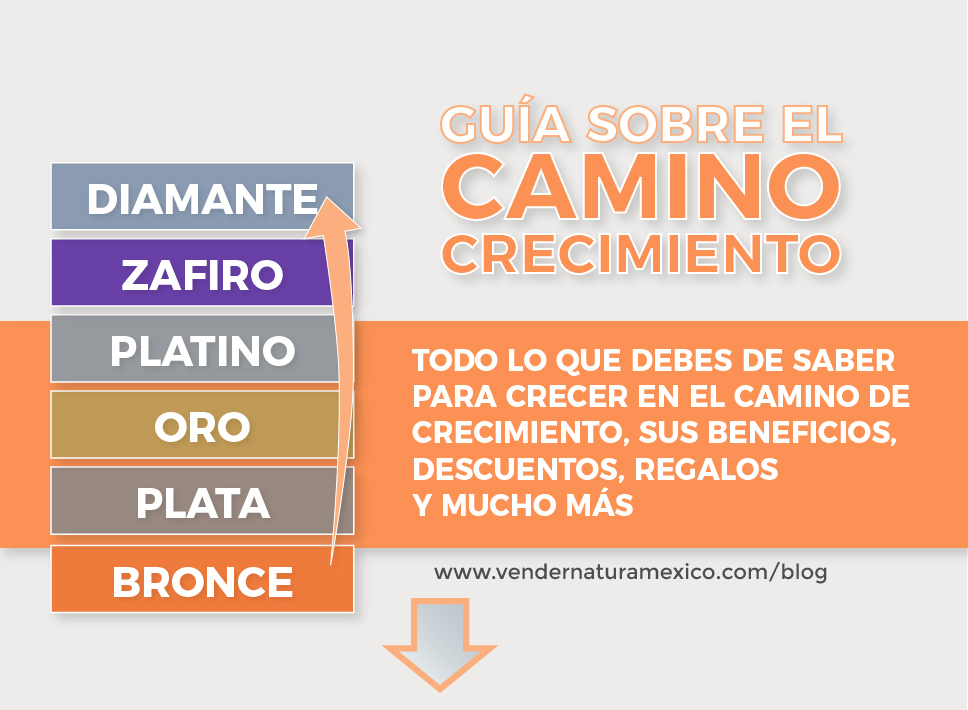 GUÍA SOBRE EL
CAMINO
CRECIMIENTO
DIAMANTE
ZAFIRO
PLATINO
ORO
PLATA
BRONCE
TODO LO QUE DEBES DE SABER
PARA CRECER EN EL CAMINO DE
CRECIMIENTO, SUS BENEFICIOS,
DESCUENTOS, REGALOS
Y MUCHO MÁS
www.vendernaturamexico.com/blog